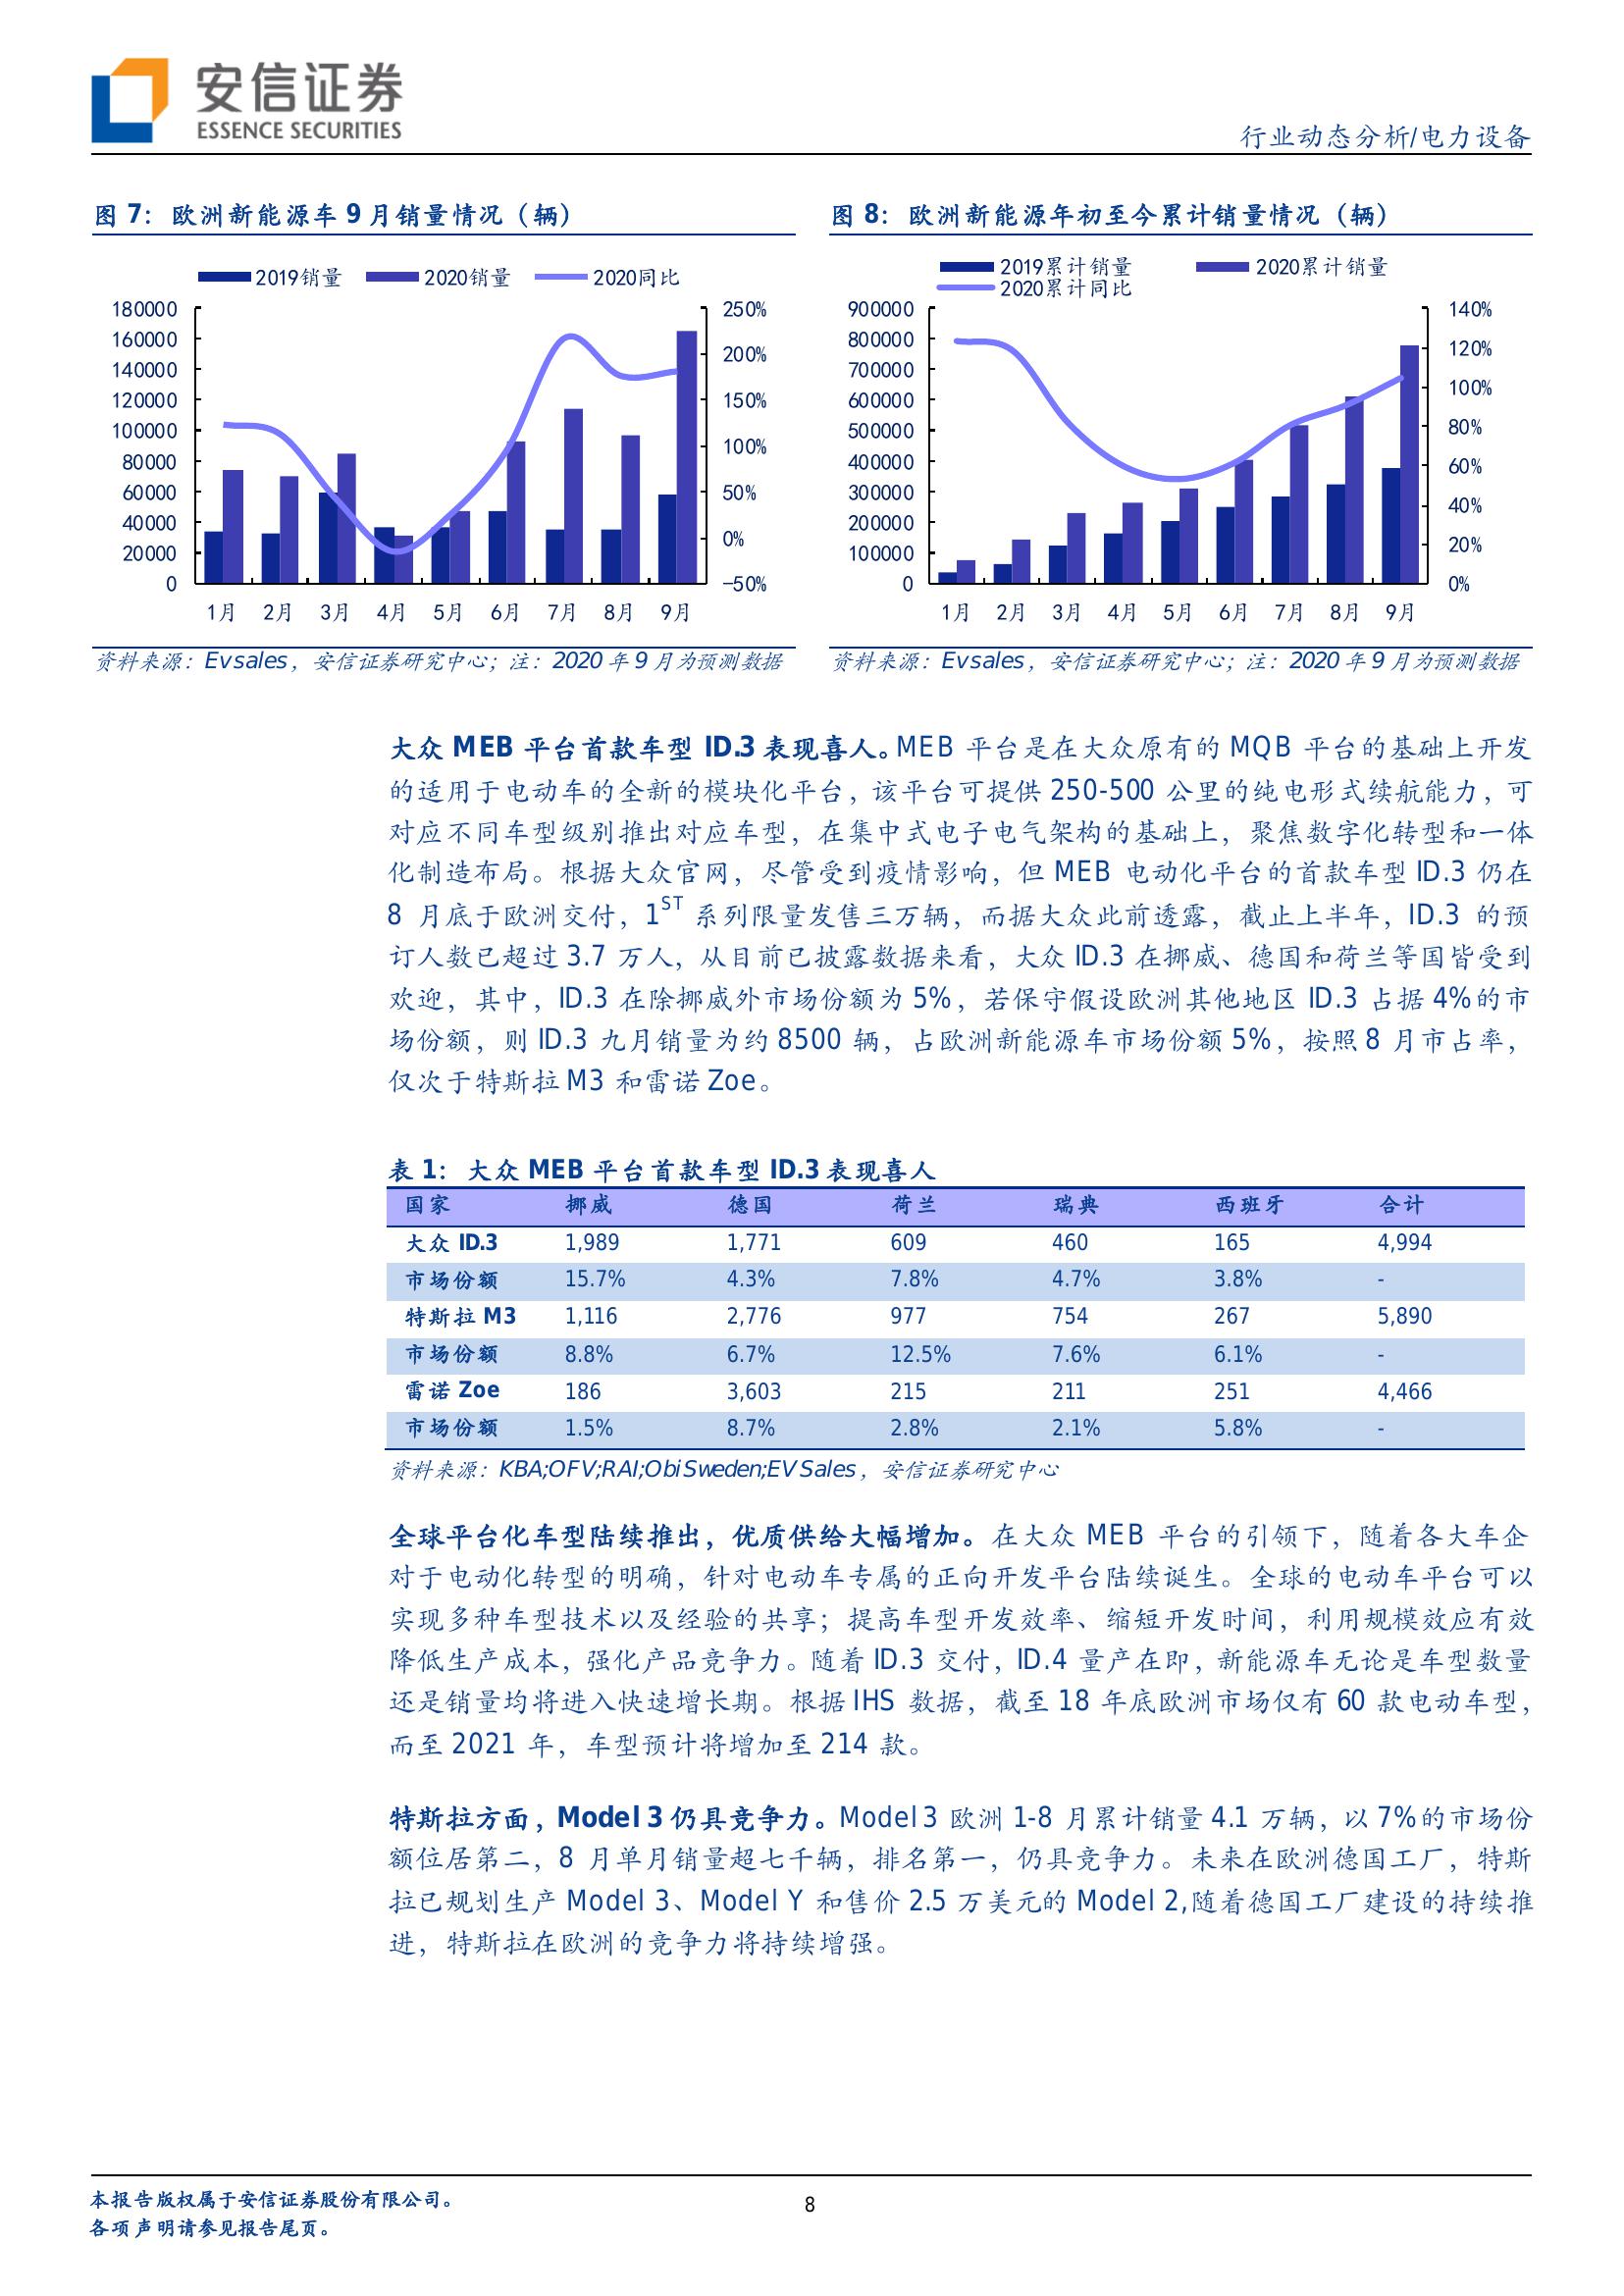 安信证券
ESSENCE SECURITIES
行业动态分析/电力设备
图 7：欧洲新能源车 9 月销量情况（辆）
2019销量 2020销量 2020同比
180000
160000
140000
120000
100000
80000
60000
40000
20000
0
250%
200%
150%
100%
50%
0%
-50%
1月 2月 3月 4月 5月 6月 7月 8月 9月
资料来源：Evsales，安信证券研究中心；注：2020 年 9 月为预测数据
图 8：欧洲新能源年初至今累计销量情况（辆）
2019累计销量 2020累计销量
2020累计同比
900000
800000
700000
600000
500000
400000
300000
200000
100000
0
140%
120%
100%
80%
60%
40%
20%
0%
1月 2月 3月 4月 5月 6月 7月 8月 9月
资料来源：Evsales，安信证券研究中心；注：2020 年 9 月为预测数据
大众 MEB 平台首款车型 ID.3 表现喜人。MEB 平台是在大众原有的 MQB 平台的基础上开发
的适用于电动车的全新的模块化平台，该平台可提供 250-500 公里的纯电形式续航能力，可
对应不同车型级别推出对应车型，在集中式电子电气架构的基础上，聚焦数字化转型和一体
化制造布局。根据大众官网，尽管受到疫情影响，但 MEB 电动化平台的首款车型 ID.3 仍在
8 月底于欧洲交付，1ST 系列限量发售三万辆，而据大众此前透露，截止上半年，ID.3 的预
订人数已超过 3.7 万人，从目前已披露数据来看，大众 ID.3 在挪威、德国和荷兰等国皆受到
欢迎，其中，ID.3 在除挪威外市场份额为 5%，若保守假设欧洲其他地区 ID.3 占据 4%的市
场份额，则 ID.3 九月销量为约 8500 辆，占欧洲新能源车市场份额 5%，按照 8 月市占率，
仅次于特斯拉 M3 和雷诺 Zoe。
表 1：大众 MEB 平台首款车型 ID.3 表现喜人
国家 挪威 德国 荷兰 瑞典 西班牙 合计
大众 ID.3 1,989 1,771 609 460 165 4,994
市场份额 15.7% 4.3% 7.8% 4.7% 3.8% -
特斯拉 M3 1,116 2,776 977 754 267 5,890
市场份额 8.8% 6.7% 12.5% 7.6% 6.1% -
雷诺 Zoe 186 3,603 215 211 251 4,466
市场份额 1.5% 8.7% 2.8% 2.1% 5.8% -
资料来源：KBA;OFV;RAI;ObiSweden;EVSales，安信证券研究中心
全球平台化车型陆续推出，优质供给大幅增加。在大众 MEB 平台的引领下，随着各大车企
对于电动化转型的明确，针对电动车专属的正向开发平台陆续诞生。全球的电动车平台可以
实现多种车型技术以及经验的共享；提高车型开发效率、缩短开发时间，利用规模效应有效
降低生产成本，强化产品竞争力。随着 ID.3 交付，ID.4 量产在即，新能源车无论是车型数量
还是销量均将进入快速增长期。根据 IHS 数据，截至 18 年底欧洲市场仅有 60 款电动车型，
而至 2021 年，车型预计将增加至 214 款。
特斯拉方面，Model 3 仍具竞争力。Model 3 欧洲 1-8 月累计销量 4.1 万辆，以 7%的市场份
额位居第二，8 月单月销量超七千辆，排名第一，仍具竞争力。未来在欧洲德国工厂，特斯
拉已规划生产 Model 3、Model Y 和售价 2.5 万美元的 Model 2,随着德国工厂建设的持续推
进，特斯拉在欧洲的竞争力将持续增强。
本报告版权属于安信证券股份有限公司。
各项声明请参见报告尾页。
8